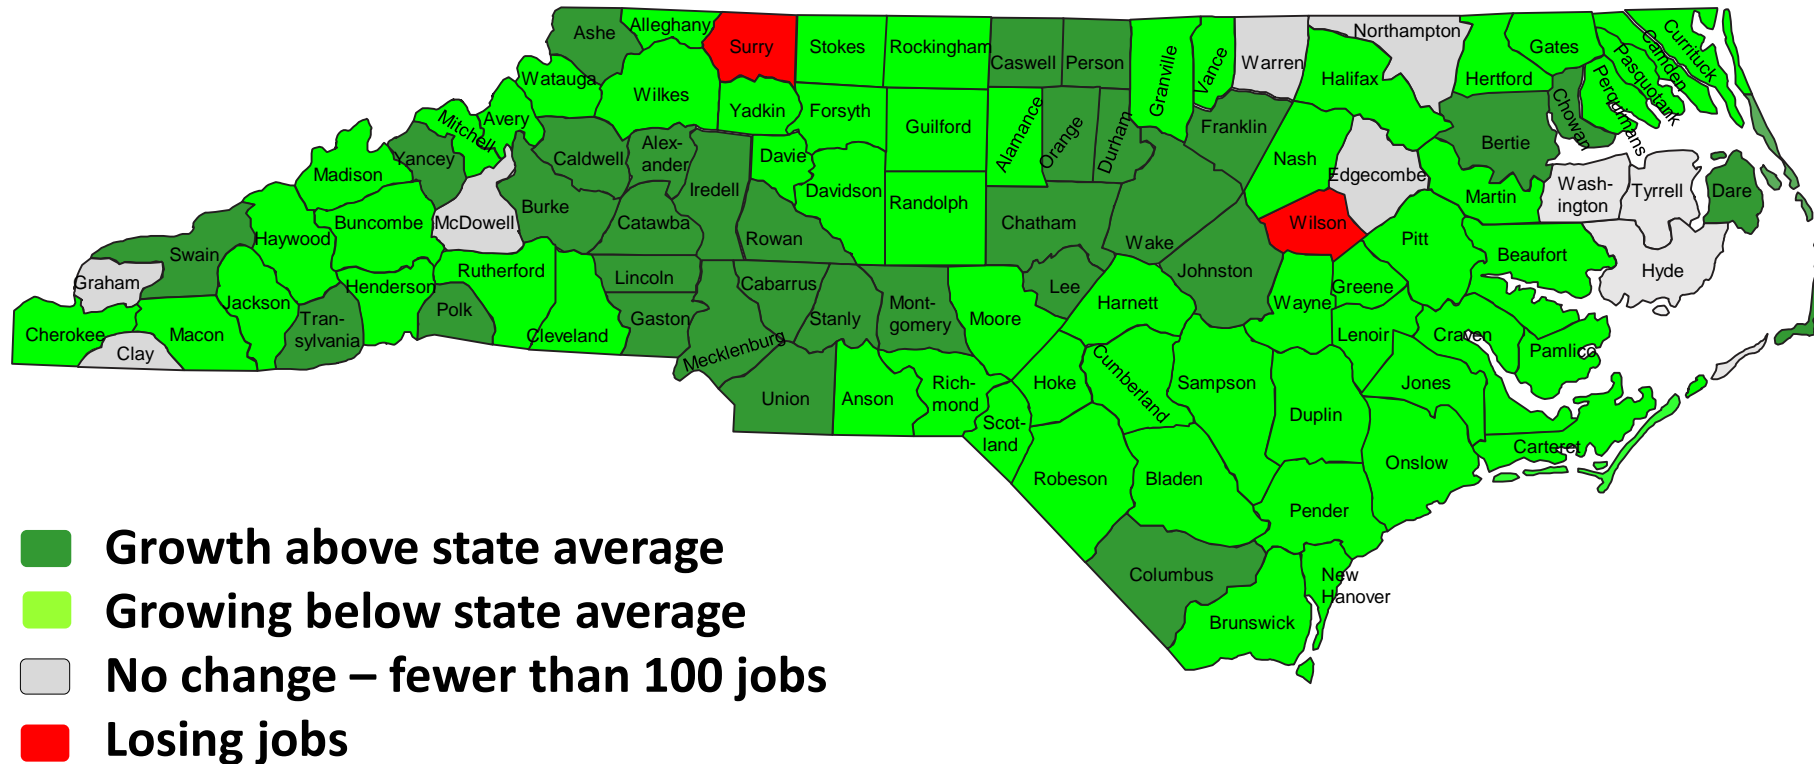 Ashe
Alleghany
Surry
Stokes
Rockingham
Caswell
Person
Granville
Vance
Warren
Northampton
Halifax
Hertford
Gates
Camden
Currituck
Pasquotank
Perquimans
Chowan
Bertie
Watauga
Wilkes
Yadkin
Forsyth
Guilford
Alamance
Orange
Durham
Franklin
Nash
Edgecombe
Martin
Wash-
ington
Tyrrell
Dare
Mitchell
Avery
Yancey
Madison
Caldwell
Alex-
ander
Iredell
Davie
Davidson
Randolph
Chatham
Wake
Wilson
Pitt
Beaufort
Hyde
Buncombe
McDowell
Burke
Catawba
Rowan
Haywood
Swain
Graham
Rutherford
Lincoln
Cabarrus
Stanly
Mont-
gomery
Moore
Lee
Harnett
Johnston
Wayne
Greene
Lenoir
Craven
Pamlico
Cherokee
Clay
Macon
Jackson
Tran-
sylvania
Henderson
Polk
Cleveland
Gaston
Mecklenburg
Union
Anson
Rich-
mond
Scot-
land
Hoke
Cumberland
Sampson
Duplin
Jones
Onslow
Carteret
Robeson
Bladen
Pender
Columbus
New
Hanover
Brunswick
Growth above state average
Growing below state average
No change – fewer than 100 jobs
Losing jobs